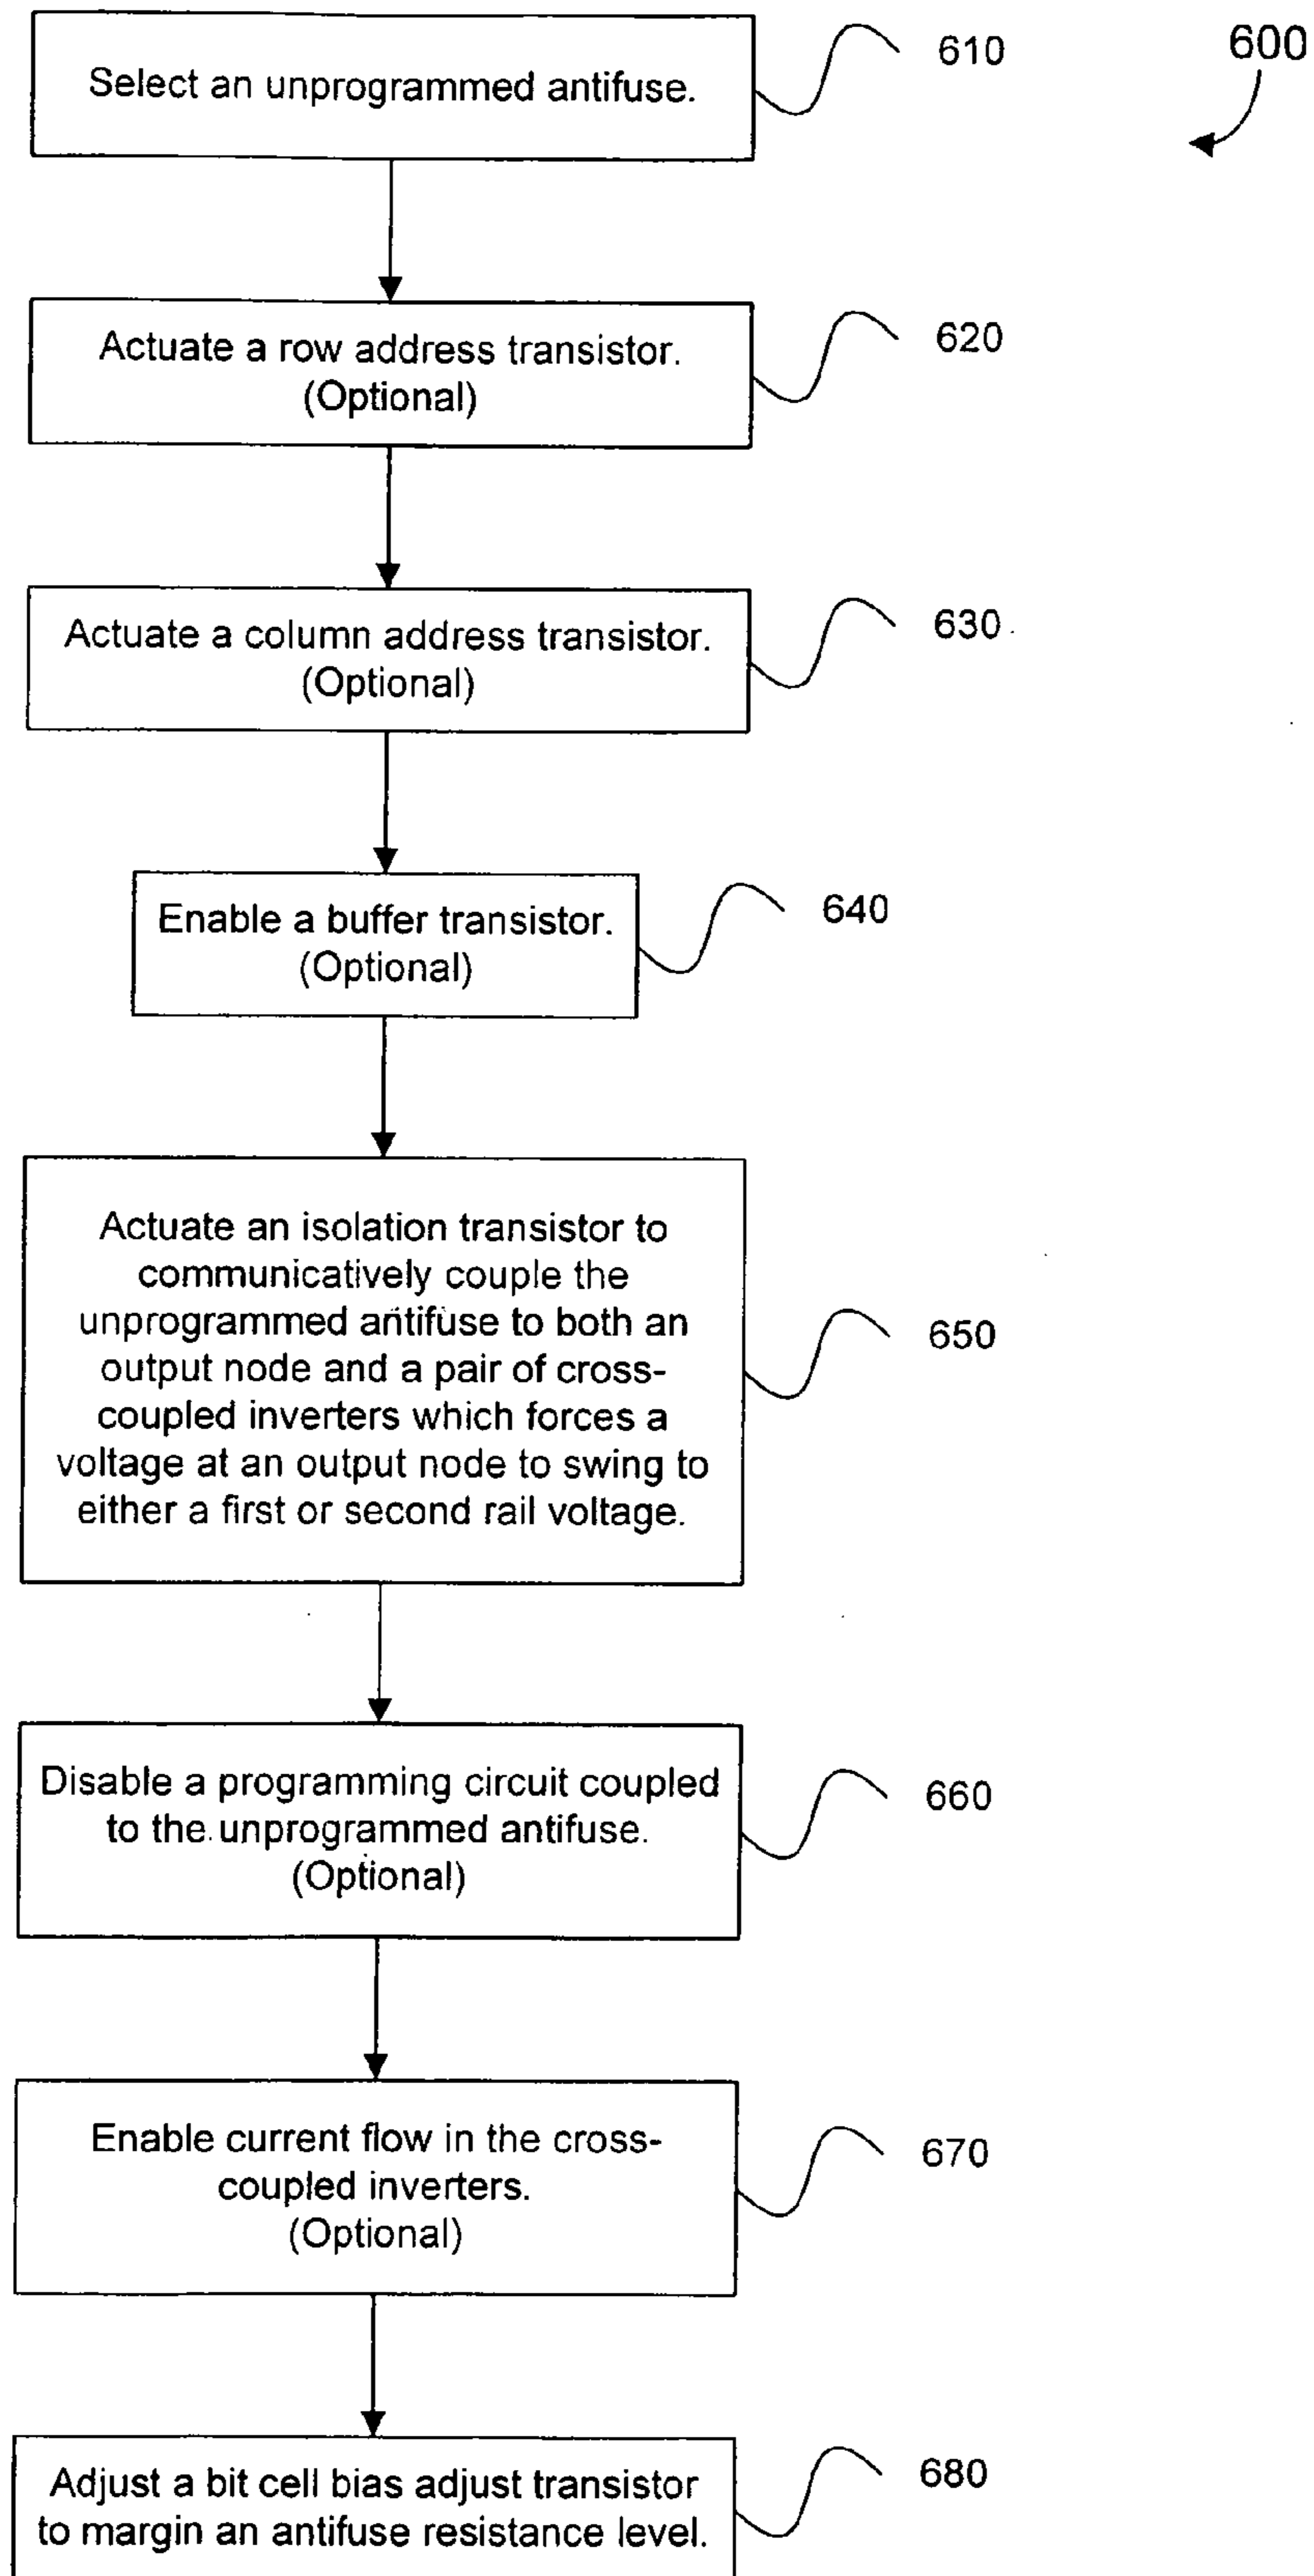 600
Select an unprogrammed antifuse.
610
Actuate a row address transistor.
(Optional)
620
Actuate a column address transistor.
(Optional)
630
Enable a buffer transistor.
(Optional)
640
Actuate an isolation transistor to
communicatively couple the
unprogrammed antifuse to both an
output node and a pair of cross-
coupled inverters which forces a
voltage at an output node to swing to
either a first or second rail voltage.
650
Disable a programming circuit coupled
to the unprogrammed antifuse.
(Optional)
660
Enable current flow in the cross-
coupled inverters.
(Optional)
670
Adjust a bit cell bias adjust transistor
to margin an antifuse resistance level.
680